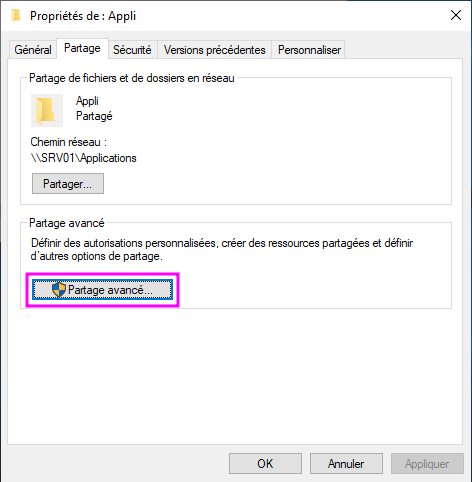 Propriétés de : Appli
Général Partage Sécurité Versions précédentes Personnaliser
Partage de fichiers et de dossiers en réseau
Appli
Partagé
Chemin réseau :
\\SRV01\Applications
Partager...
Partage avancé
Définir des autorisations personnalisées, créer des ressources partagées et définir
d'autres options de partage.
Partage avancé...
OK Annuler Appliquer